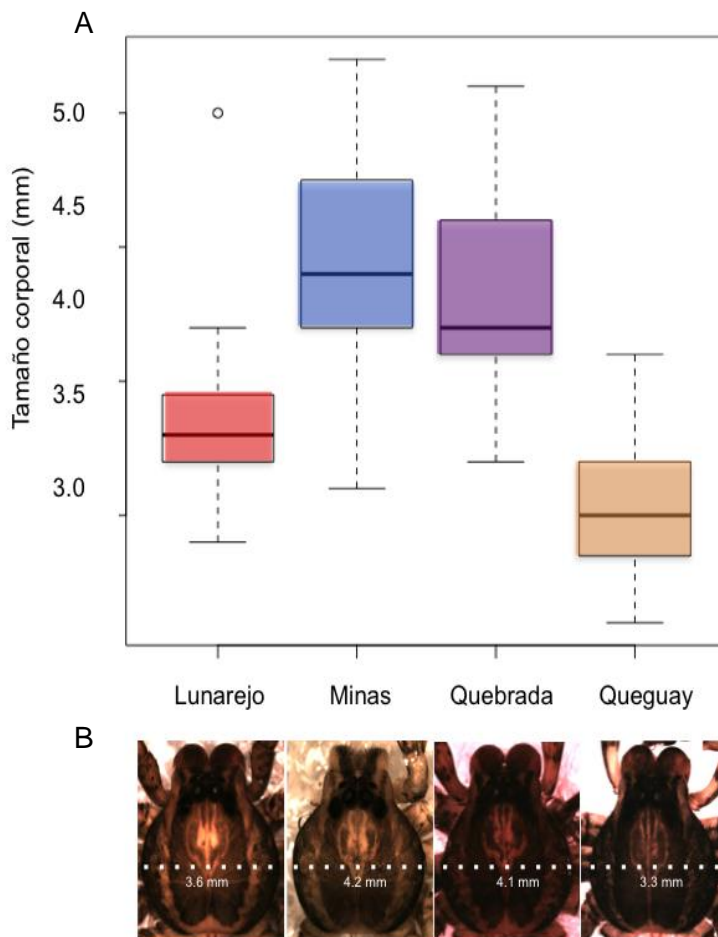 A
Tamaño corporal (mm)
5.0
4.5
4.0
3.5
3.0
Lunarejo Minas Quebrada Queguay
B
3.6 mm 4.2 mm 4.1 mm 3.3 mm